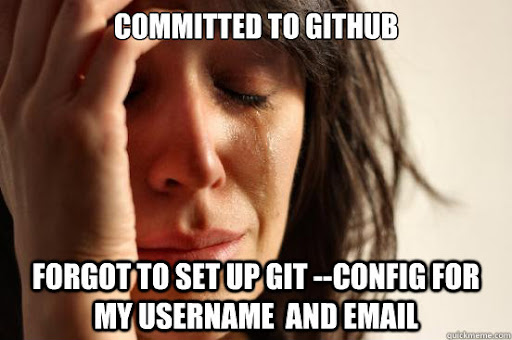 COMMITTED TO GITHUB
FORGOT TO SET UP GIT --CONFIG FOR
MY USERNAME AND EMAIL
quickmeme.com